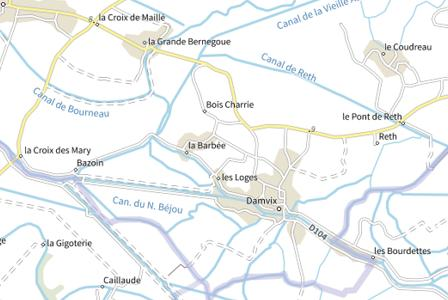 la Croix de Maillé
Canal de la Vieille A
la Grande Bernegoue
le Coudreau
Canal de Reth
Canal de Bourneau
Bois Charrie
le Pont de Reth
Reth
la Barbée
la Croix des Mary
Bazoin
les Loges
Can. du N. Béjou
Damvix
D104
les Bourdettes
ge
la Gigoterie
Caillaude